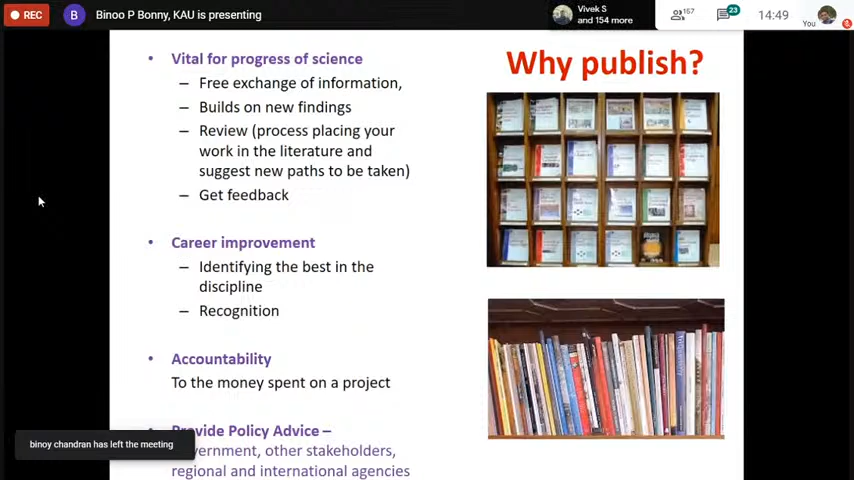 REC
B
Binoo P Bonny, KAU is presenting
Vivek S
and 154 more
157
23
14:49
You
Why publish?
• Vital for progress of science
– Free exchange of information,
– Builds on new findings
– Review (process placing your
work in the literature and
suggest new paths to be taken)
– Get feedback
• Career improvement
– Identifying the best in the
discipline
– Recognition
• Accountability
To the money spent on a project
• Provide Policy Advice –
vernment, other stakeholders,
regional and international agencies
binoy chandran has left the meeting